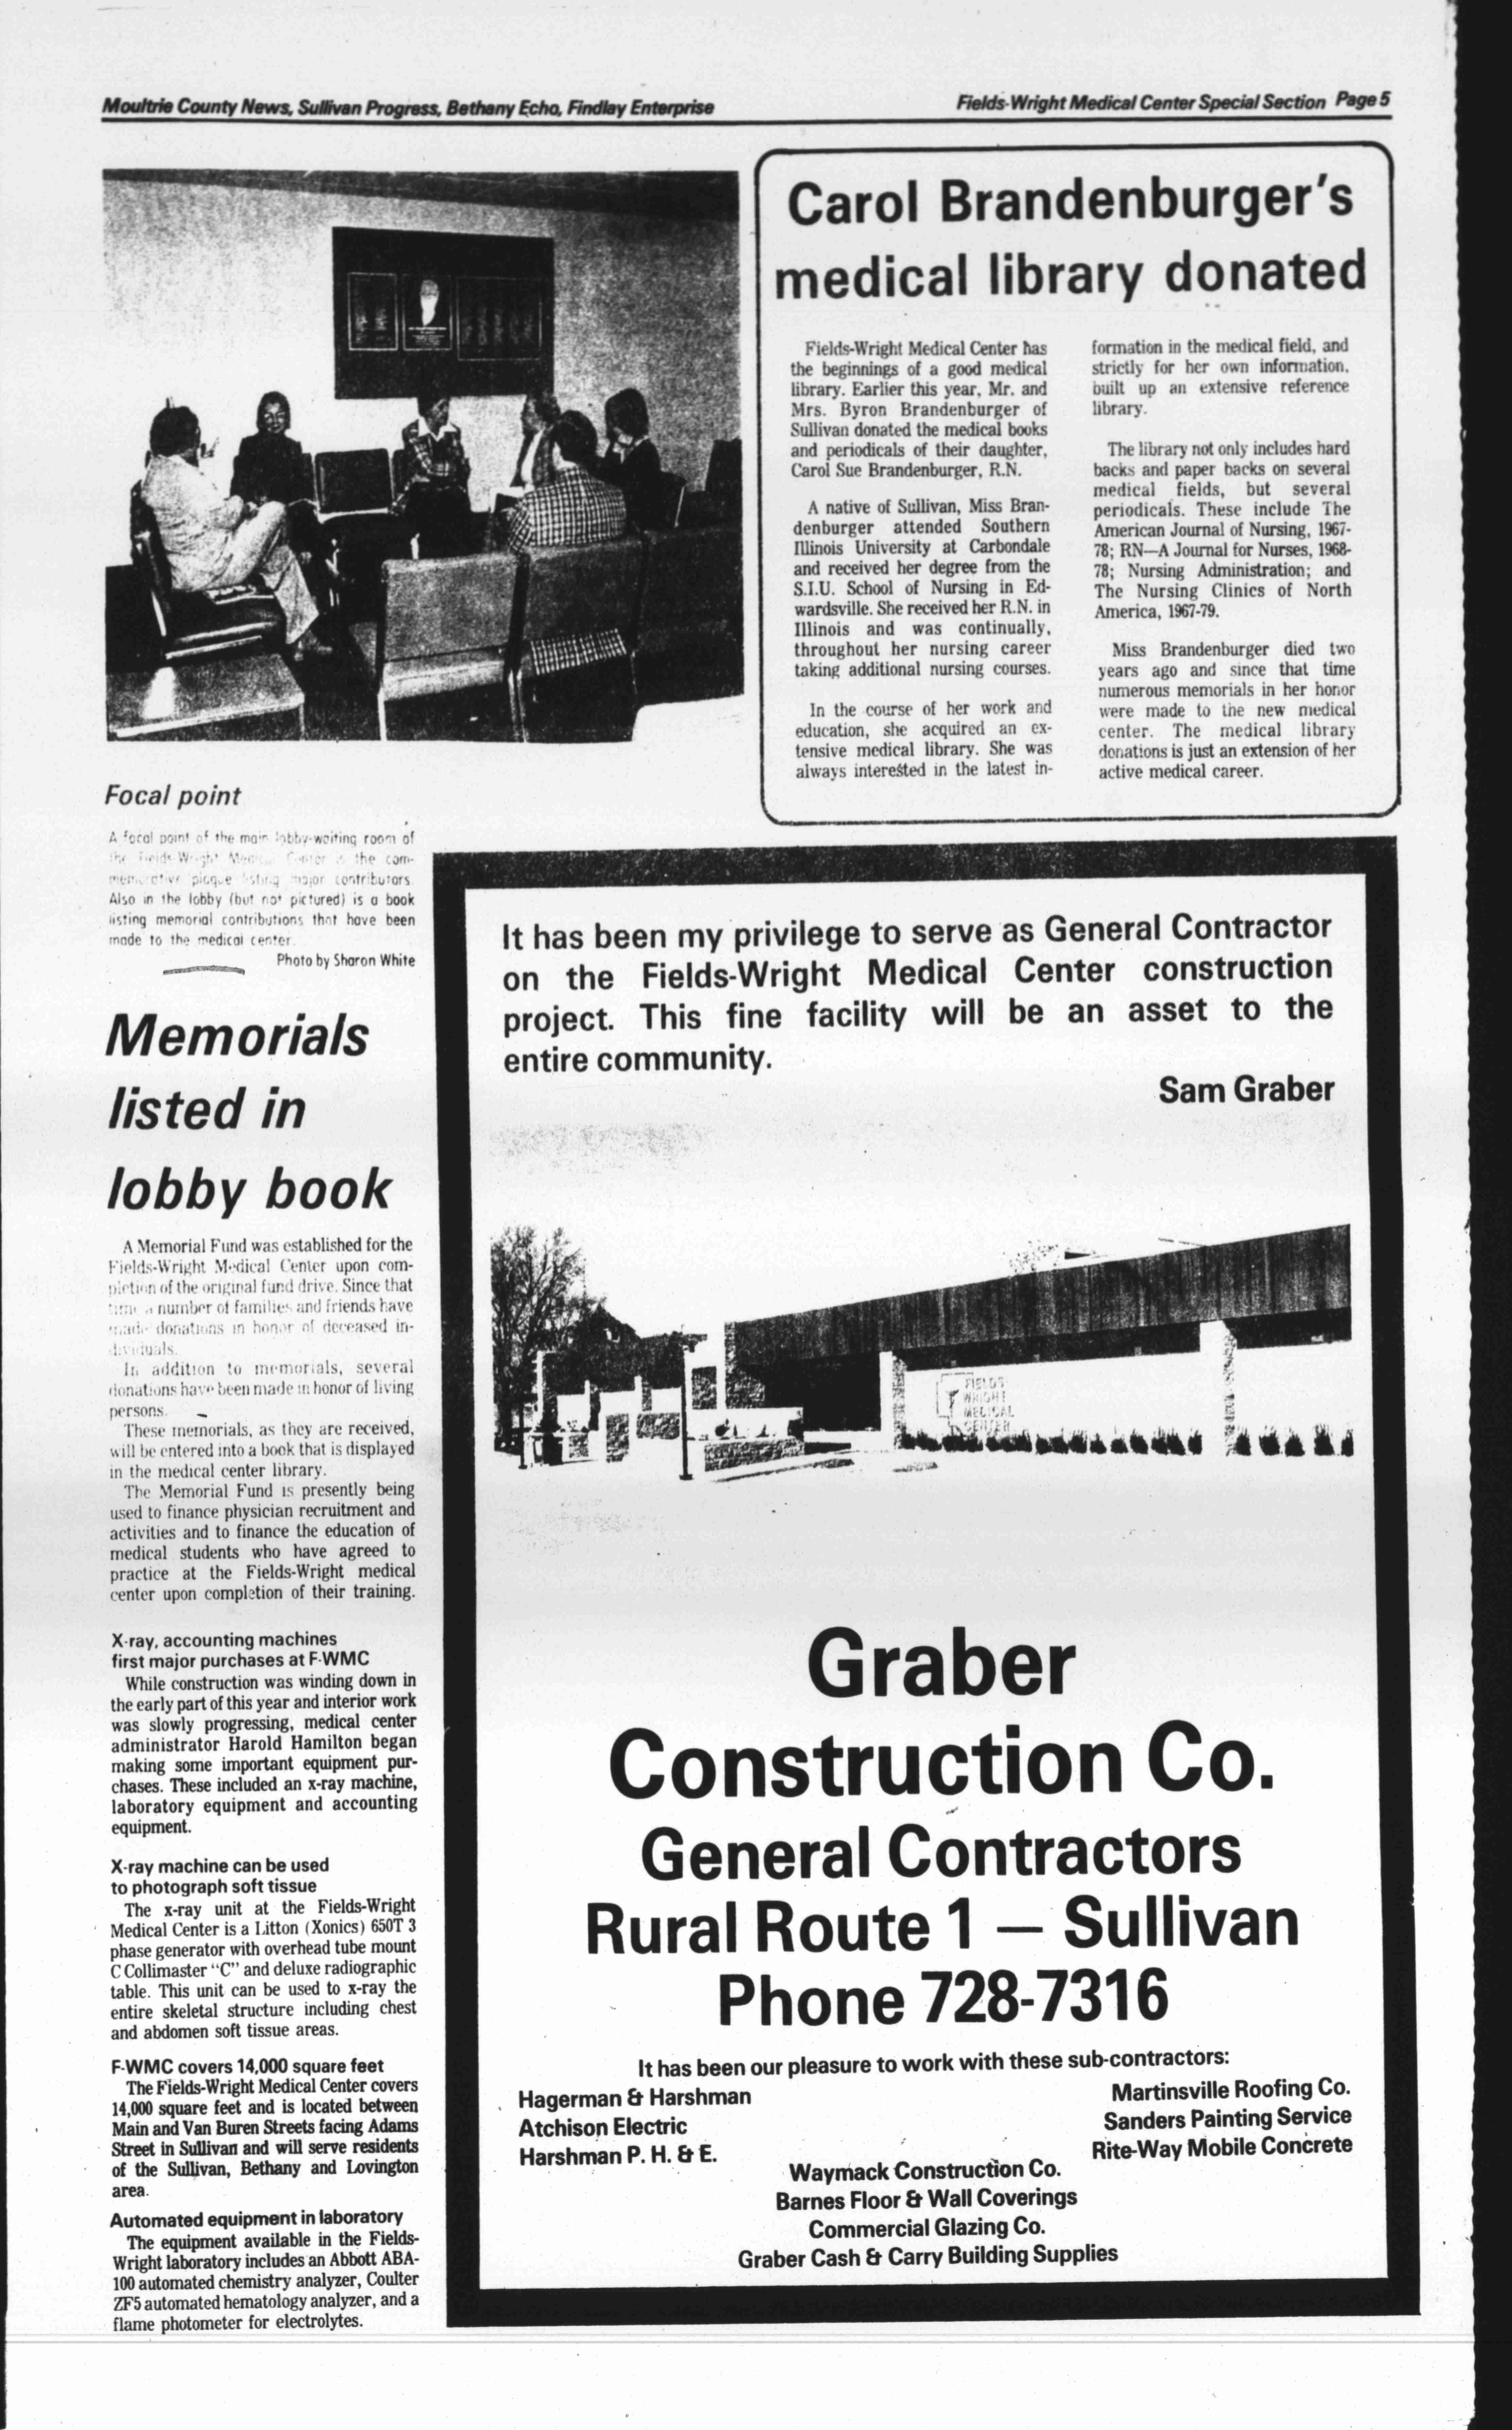 Moultrie County News, Sullivan Progress, Bethany Echo, Findlay Enterprise
Fields-Wright Medical Center Special Section Page 5
Focal point
A focal point of the main lobby-waiting room of
the Fields-Wright Medical Center is the com-
memorative plaque listing major contributors.
Also in the lobby (but not pictured) is a book
listing memorial contributions that have been
made to the medical center.
Photo by Sharon White
Carol Brandenburger's
medical library donated
Fields-Wright Medical Center has
the beginnings of a good medical
library. Earlier this year, Mr. and
Mrs. Byron Brandenburger of
Sullivan donated the medical books
and periodicals of their daughter,
Carol Sue Brandenburger, R.N.
A native of Sullivan, Miss Bran-
denburger attended Southern
Illinois University at Carbondale
and received her degree from the
S.I.U. School of Nursing in Ed-
wardsville. She received her R.N. in
Illinois and was continually,
throughout her nursing career
taking additional nursing courses.
In the course of her work and
education, she acquired an ex-
tensive medical library. She was
always interested in the latest in-
formation in the medical field, and
strictly for her own information,
built up an extensive reference
library.
The library not only includes hard
backs and paper backs on several
medical fields, but several
periodicals. These include The
American Journal of Nursing, 1967-
78; RN—A Journal for Nurses, 1968-
78; Nursing Administration; and
The Nursing Clinics of North
America, 1967-79.
Miss Brandenburger died two
years ago and since that time
numerous memorials in her honor
were made to the new medical
center. The medical library
donations is just an extension of her
active medical career.
Memorials
listed in
lobby book
A Memorial Fund was established for the
Fields-Wright Medical Center upon com-
pletion of the original fund drive. Since that
time a number of families and friends have
made donations in honor of deceased in-
dividuals.
In addition to memorials, several
donations have been made in honor of living
persons.
These memorials, as they are received,
will be entered into a book that is displayed
in the medical center library.
The Memorial Fund is presently being
used to finance physician recruitment and
activities and to finance the education of
medical students who have agreed to
practice at the Fields-Wright medical
center upon completion of their training.
X-ray, accounting machines
first major purchases at F-WMC
While construction was winding down in
the early part of this year and interior work
was slowly progressing, medical center
administrator Harold Hamilton began
making some important equipment pur-
chases. These included an x-ray machine,
laboratory equipment and accounting
equipment.
X-ray machine can be used
to photograph soft tissue
The x-ray unit at the Fields-Wright
Medical Center is a Litton (Xonics) 650T 3
phase generator with overhead tube mount
C Collimaster "C" and deluxe radiographic
table. This unit can be used to x-ray the
entire skeletal structure including chest
and abdomen soft tissue areas.
F-WMC covers 14,000 square feet
The Fields-Wright Medical Center covers
14,000 square feet and is located between
Main and Van Buren Streets facing Adams
Street in Sullivan and will serve residents
of the Sullivan, Bethany and Lovington
area.
Automated equipment in laboratory
The equipment available in the Fields-
Wright laboratory includes an Abbott ABA-
100 automated chemistry analyzer, Coulter
ZF5 automated hematology analyzer, and a
flame photometer for electrolytes.
It has been my privilege to serve as General Contractor
on the Fields-Wright Medical Center construction
project. This fine facility will be an asset to the
entire community.
Sam Graber
FIELDS
WRIGHT
MEDICAL
CENTER
Graber
Construction Co.
General Contractors
Rural Route 1 — Sullivan
Phone 728-7316
It has been our pleasure to work with these sub-contractors:
Hagerman & Harshman
Atchison Electric
Harshman P. H. & E.
Martinsville Roofing Co.
Sanders Painting Service
Rite-Way Mobile Concrete
Waymack Construction Co.
Barnes Floor & Wall Coverings
Commercial Glazing Co.
Graber Cash & Carry Building Supplies